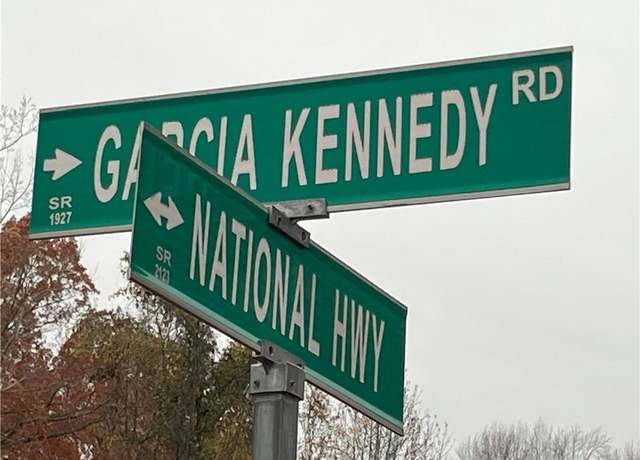 GARCIA KENNEDY RD
SR
1927
NATIONAL HWY
SR
2123